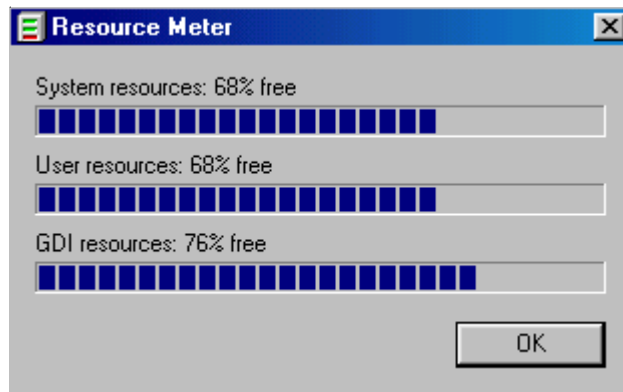 Resource Meter
System resources: 68% free
User resources: 68% free
GDI resources: 76% free
OK